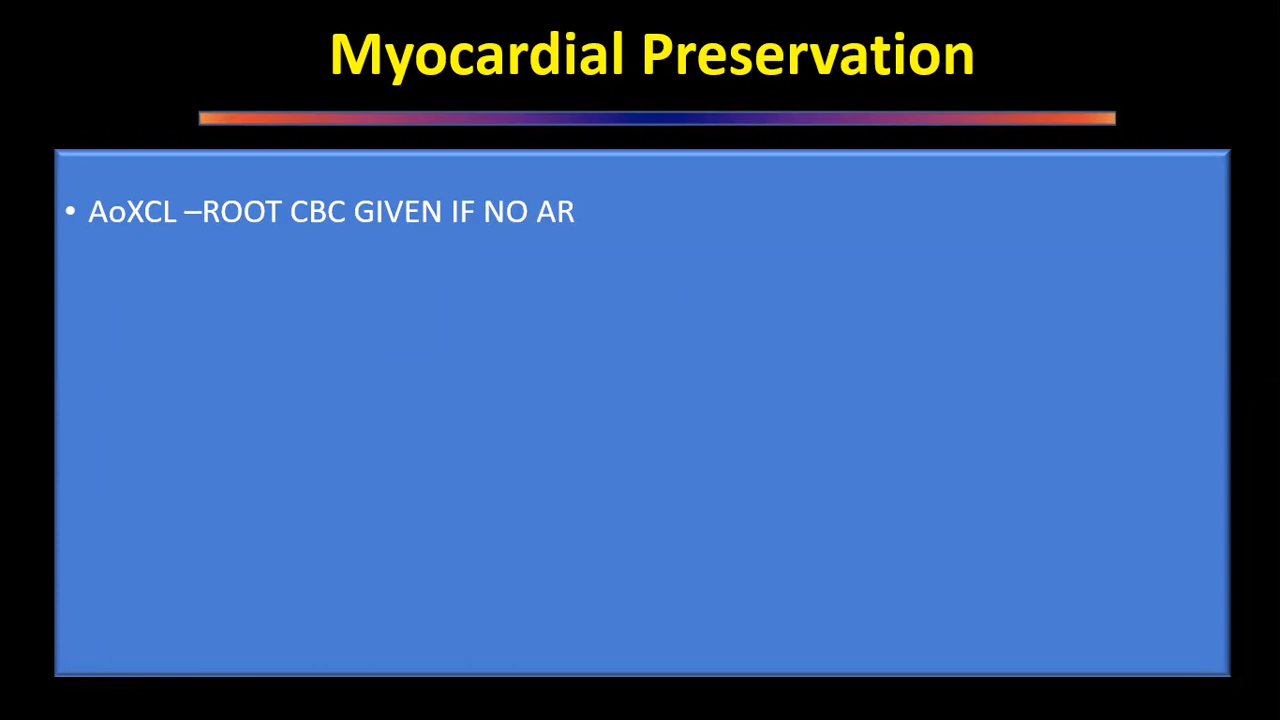 Myocardial Preservation
• AoXCL –ROOT CBC GIVEN IF NO AR